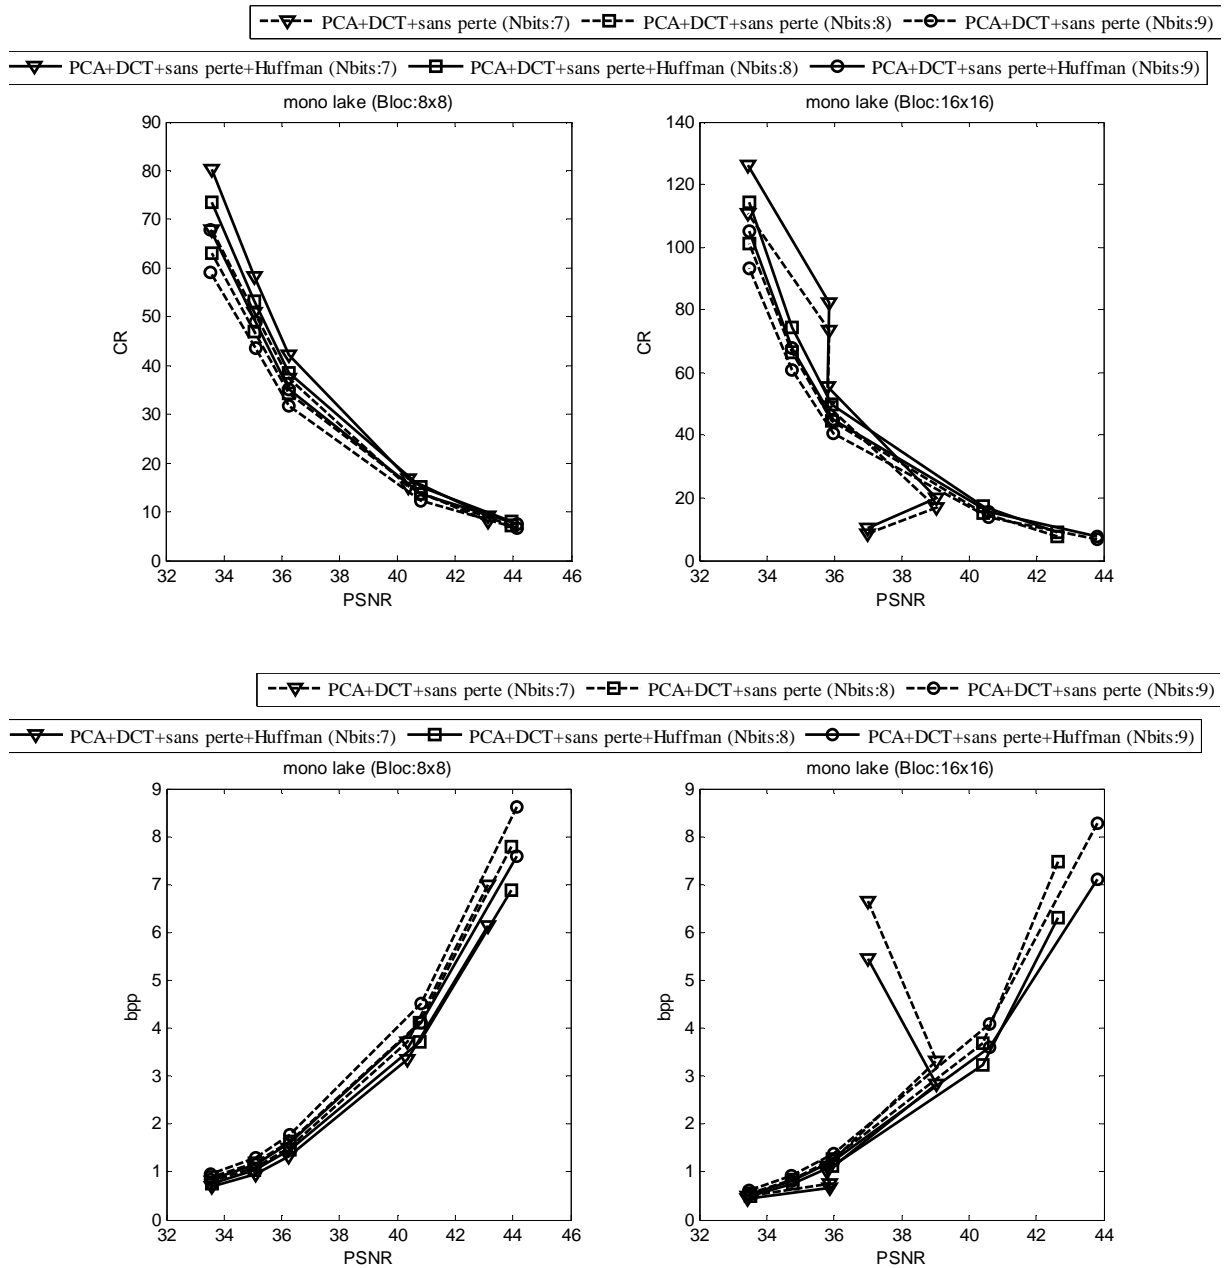 PCA+DCT+sans perte (Nbits:7) PCA+DCT+sans perte (Nbits:8) PCA+DCT+sans perte (Nbits:9)
PCA+DCT+sans perte+Huffman (Nbits:7) PCA+DCT+sans perte+Huffman (Nbits:8) PCA+DCT+sans perte+Huffman (Nbits:9)
mono lake (Bloc:8x8)
90
80
70
60
50
40
30
20
10
0
CR
32 34 36 38 40 42 44 46
PSNR
mono lake (Bloc:16x16)
140
120
100
80
60
40
20
0
CR
32 34 36 38 40 42 44
PSNR
PCA+DCT+sans perte (Nbits:7) PCA+DCT+sans perte (Nbits:8) PCA+DCT+sans perte (Nbits:9)
PCA+DCT+sans perte+Huffman (Nbits:7) PCA+DCT+sans perte+Huffman (Nbits:8) PCA+DCT+sans perte+Huffman (Nbits:9)
mono lake (Bloc:8x8)
9
8
7
6
5
4
3
2
1
0
bpp
32 34 36 38 40 42 44 46
PSNR
mono lake (Bloc:16x16)
9
8
7
6
5
4
3
2
1
0
bpp
32 34 36 38 40 42 44
PSNR